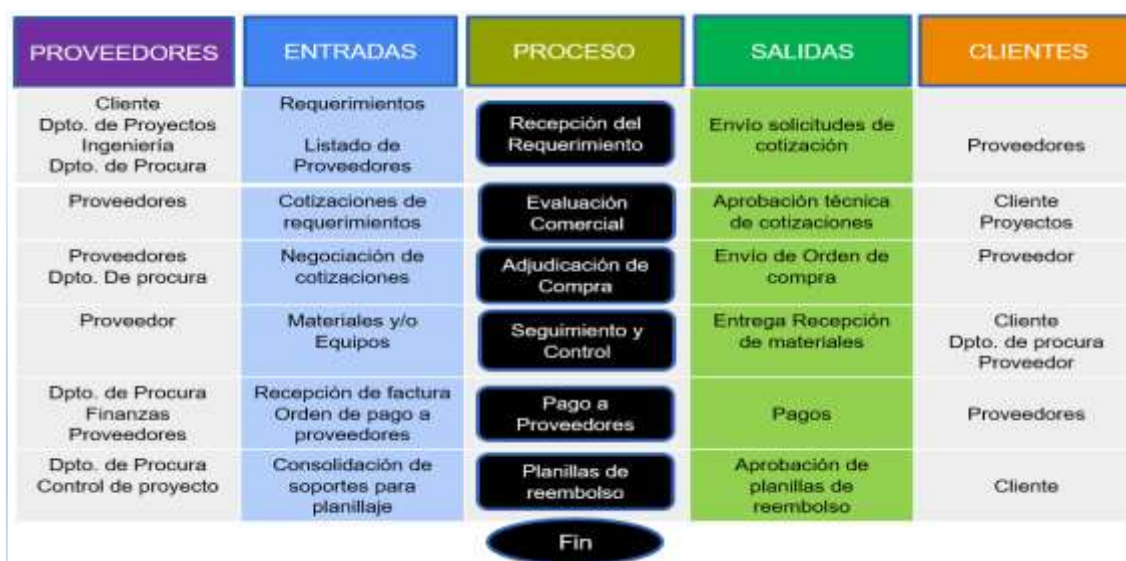 PROVEEDORES
ENTRADAS
PROCESO
SALIDAS
CLIENTES
Cliente
Dpto. de Proyectos
Ingeniería
Dpto. de Procura
Requerimientos
Listado de
Proveedores
Recepción del
Requerimiento
Envío solicitudes de
cotización
Proveedores
Proveedores
Cotizaciones de
requerimientos
Evaluación
Comercial
Aprobación técnica
de cotizaciones
Cliente
Proyectos
Proveedores
Dpto. De procura
Negociación de
cotizaciones
Adjudicación de
Compra
Envío de Orden de
compra
Proveedor
Proveedor
Materiales y/o
Equipos
Seguimiento y
Control
Entrega Recepción
de materiales
Cliente
Dpto. de procura
Proveedor
Dpto. de Procura
Finanzas
Proveedores
Recepción de factura
Orden de pago a
proveedores
Pago a
Proveedores
Pagos
Proveedores
Dpto. de Procura
Control de proyecto
Consolidación de
soportes para
planillaje
Planillas de
reembolso
Aprobación de
planillas de
reembolso
Cliente
Fin